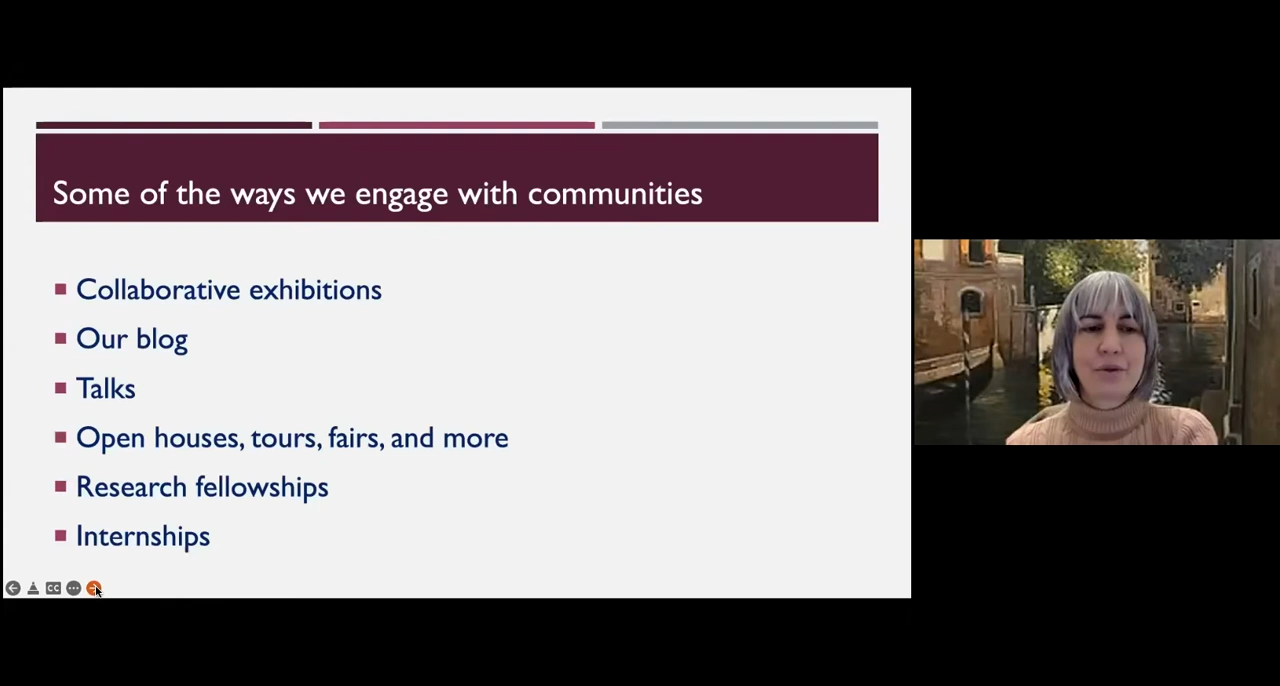 Some of the ways we engage with communities
Collaborative exhibitions
Our blog
Talks
Open houses, tours, fairs, and more
Research fellowships
Internships
CC